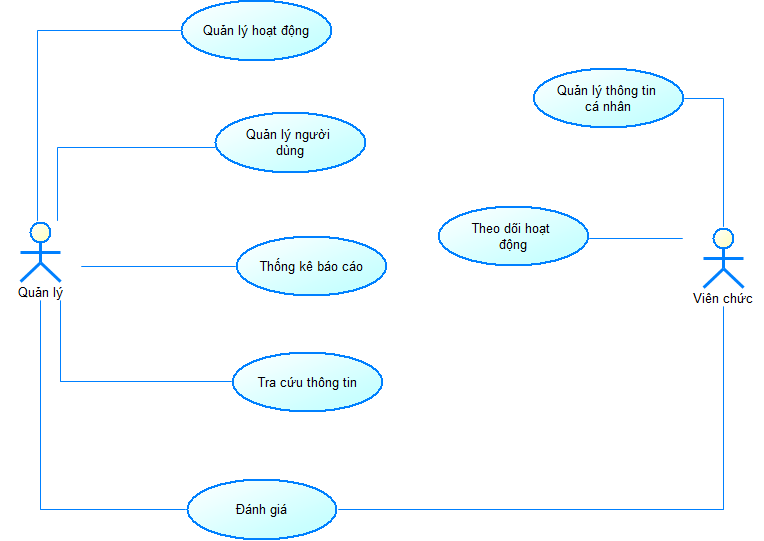 Quản lý hoạt động
Quản lý thông tin
cá nhân
Quản lý người
dùng
Theo dõi hoạt
động
Thống kê báo cáo
Quản lý
Viên chức
Tra cứu thông tin
Đánh giá